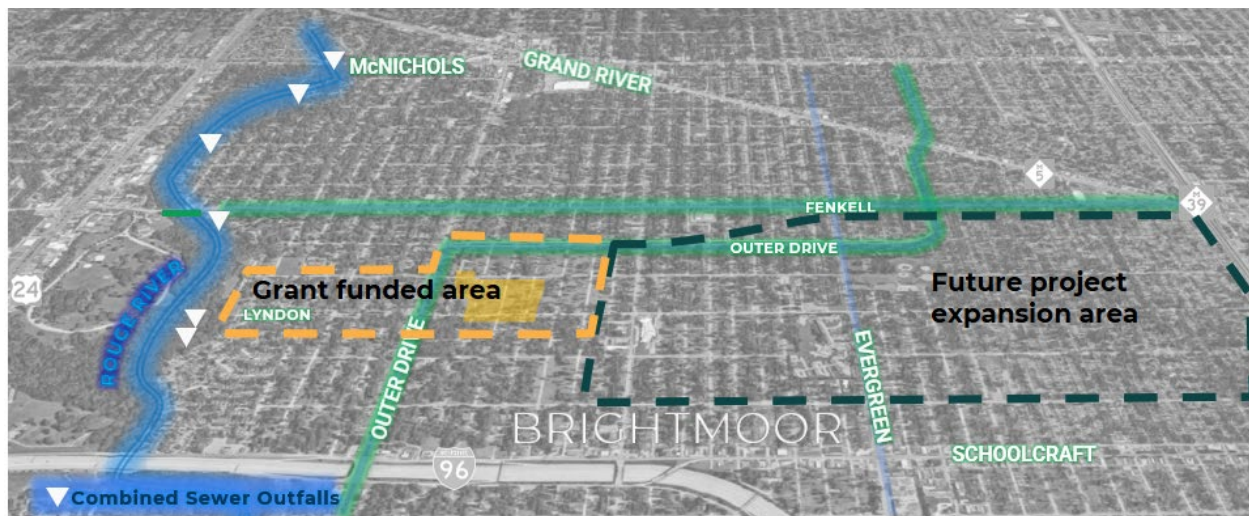 McNICHOLS
GRAND RIVER
M
5
M
39
FENKELL
OUTER DRIVE
24
ROUGE RIVER
Grant funded area
LYNDON
Future project
expansion area
OUTER DRIVE
EVERGREEN
BRIGHTMOOR
SCHOOLCRAFT
96
Combined Sewer Outfalls